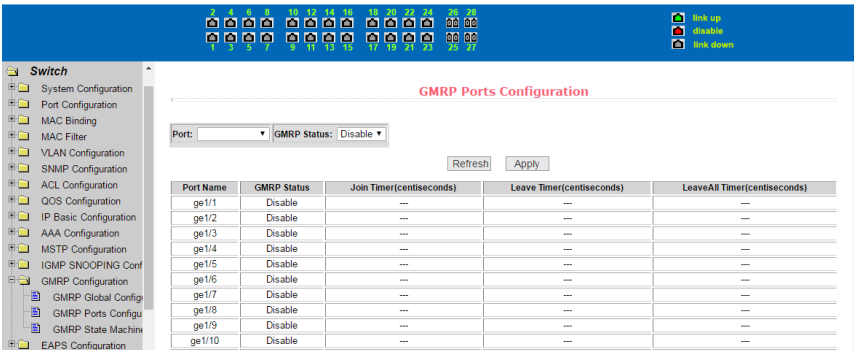 2 4 6 8 10 12 14 16 18 20 22 24 26 28
1 3 5 7 9 11 13 15 17 19 21 23 25 27
link up
disable
link down
Switch
System Configuration
Port Configuration
MAC Binding
MAC Filter
VLAN Configuration
SNMP Configuration
ACL Configuration
QOS Configuration
IP Basic Configuration
AAA Configuration
MSTP Configuration
IGMP SNOOPING Conf
GMRP Configuration
GMRP Global Configu
GMRP Ports Configu
GMRP State Machine
EAPS Configuration
GMRP Ports Configuration
Port: GMRP Status: Disable
Refresh Apply
Port Name GMRP Status Join Timer(centiseconds) Leave Timer(centiseconds) LeaveAll Timer(centiseconds)
ge1/1 Disable --- --- ---
ge1/2 Disable --- --- ---
ge1/3 Disable --- --- ---
ge1/4 Disable --- --- ---
ge1/5 Disable --- --- ---
ge1/6 Disable --- --- ---
ge1/7 Disable --- --- ---
ge1/8 Disable --- --- ---
ge1/9 Disable --- --- ---
ge1/10 Disable --- --- ---